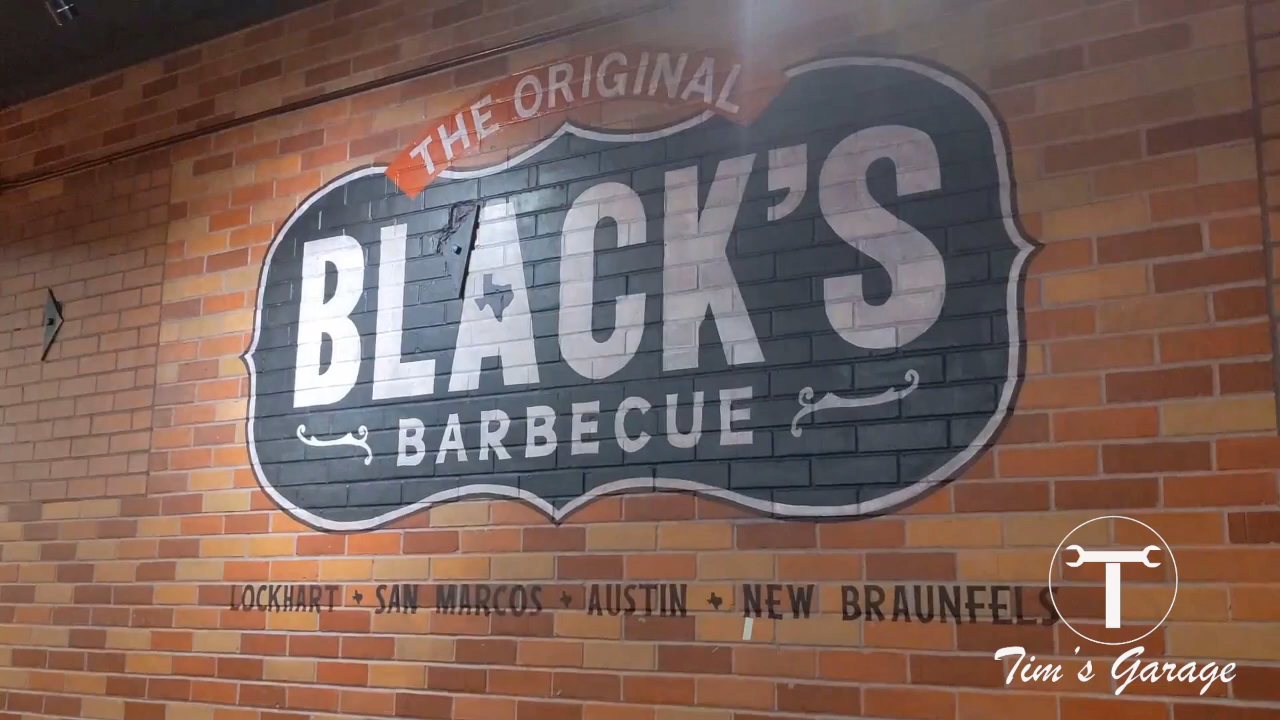 THE ORIGINAL
BLACK'S
BARBECUE
LOCKHART SAN MARCOS AUSTIN NEW BRAUNFELS
T
Tim's Garage